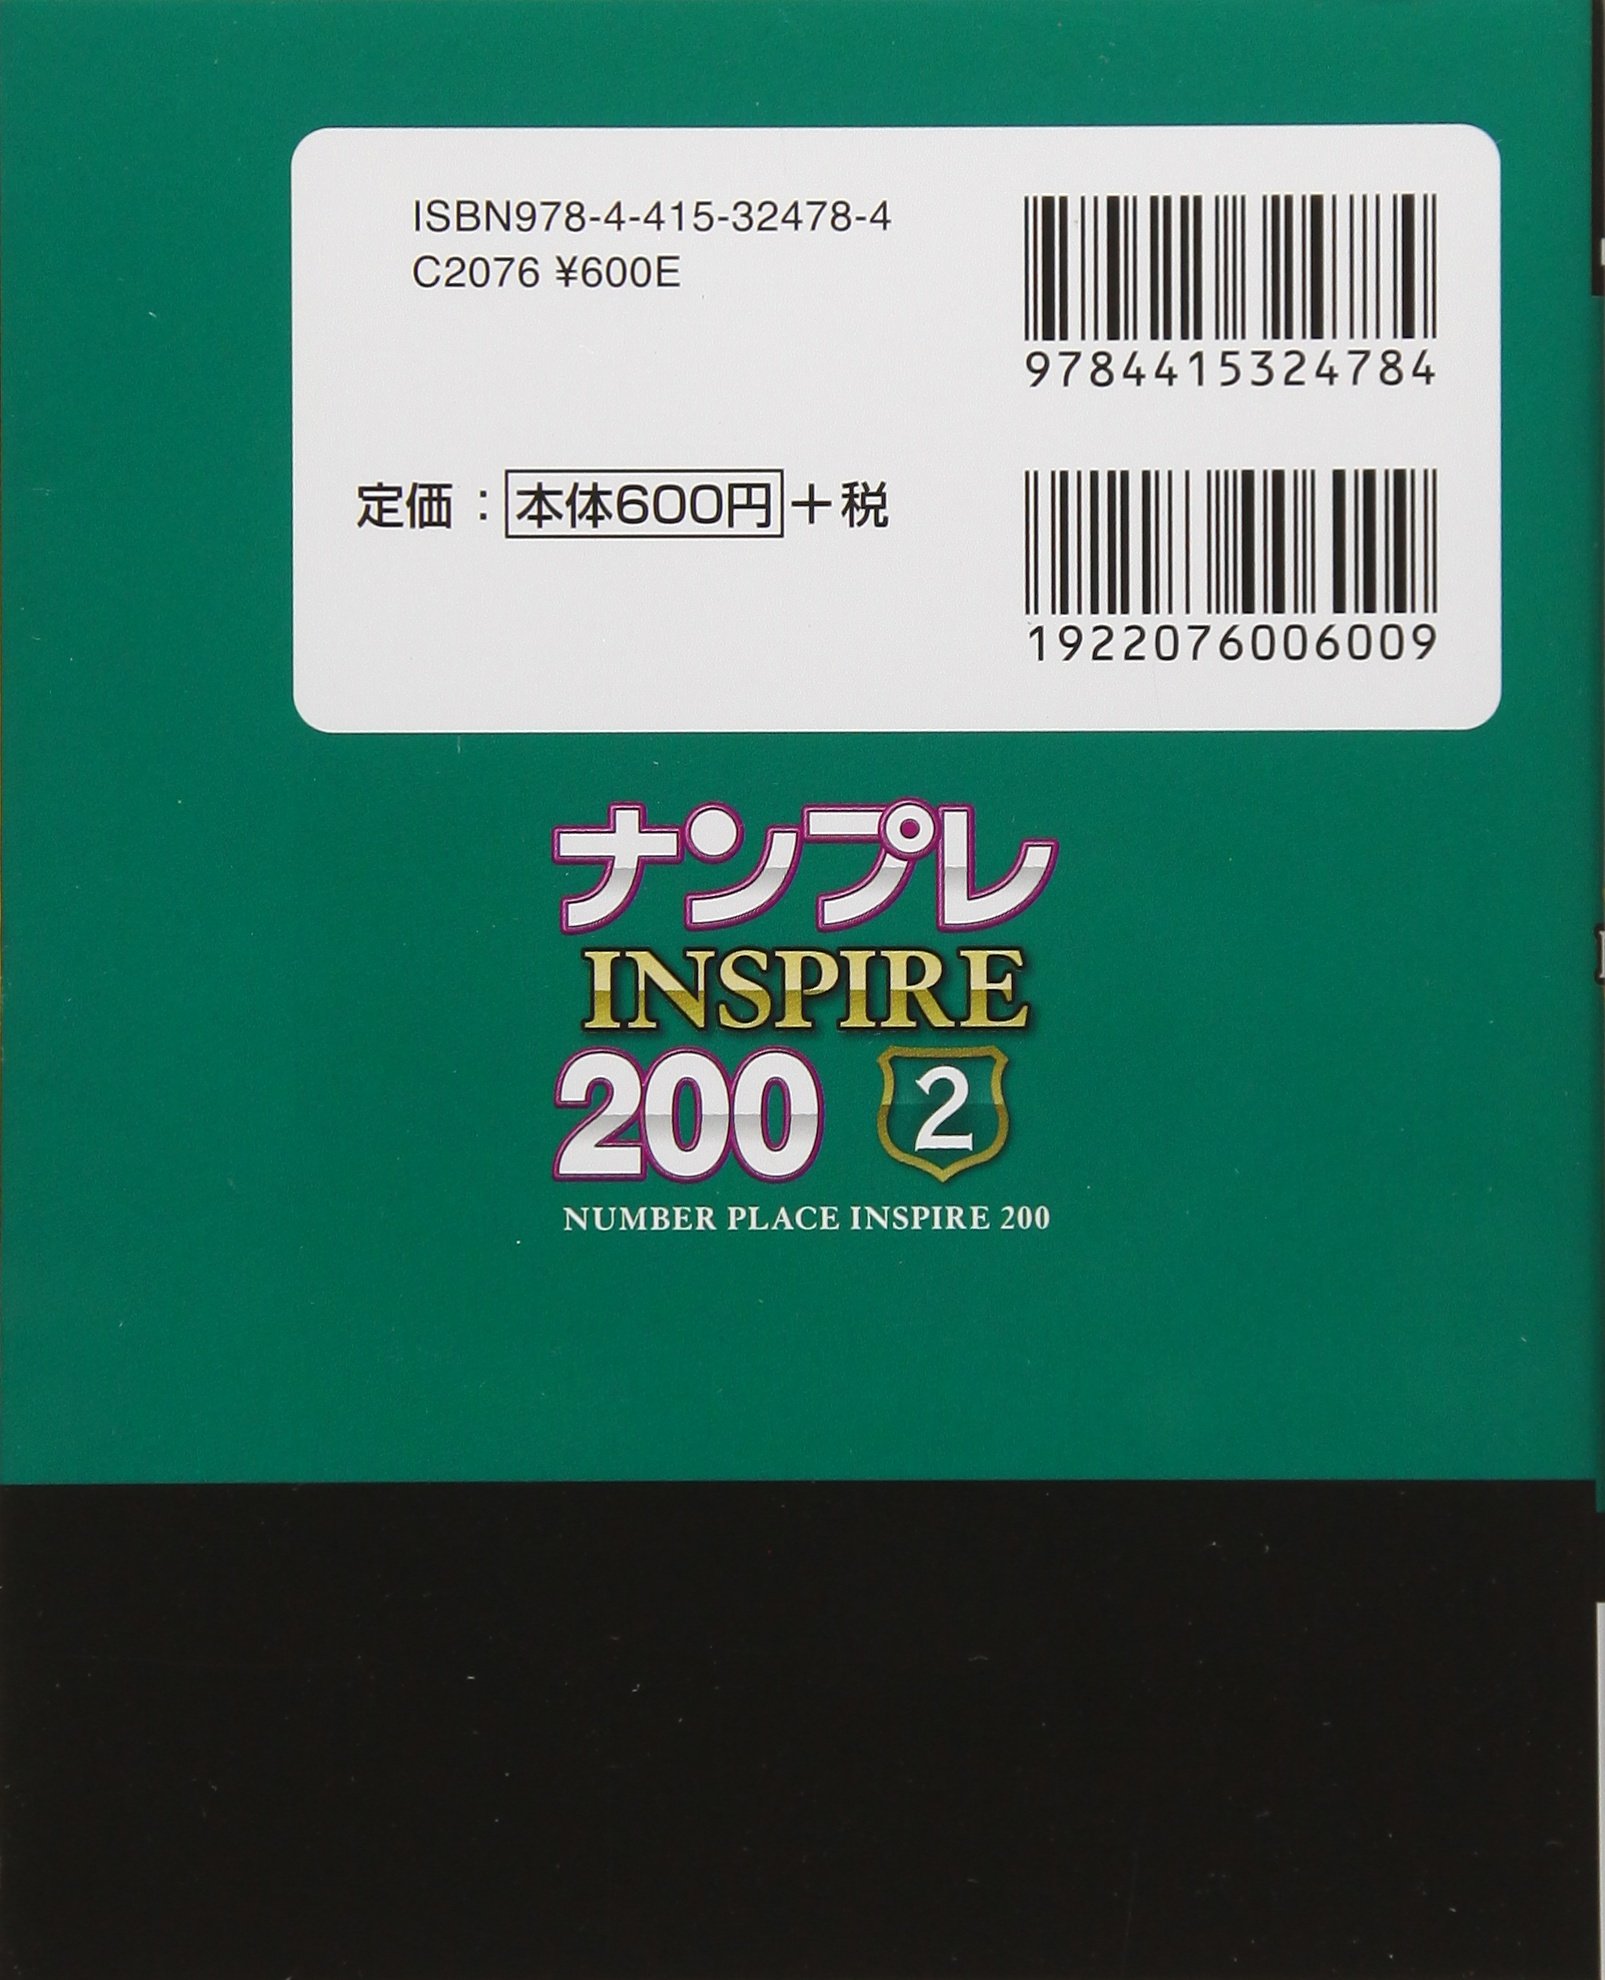 ISBN978-4-415-32478-4
C2076 ¥600E
9784415324784
定価：本体600円＋税
1922076006009
ナンプレ
INSPIRE
200 2
NUMBER PLACE INSPIRE 200